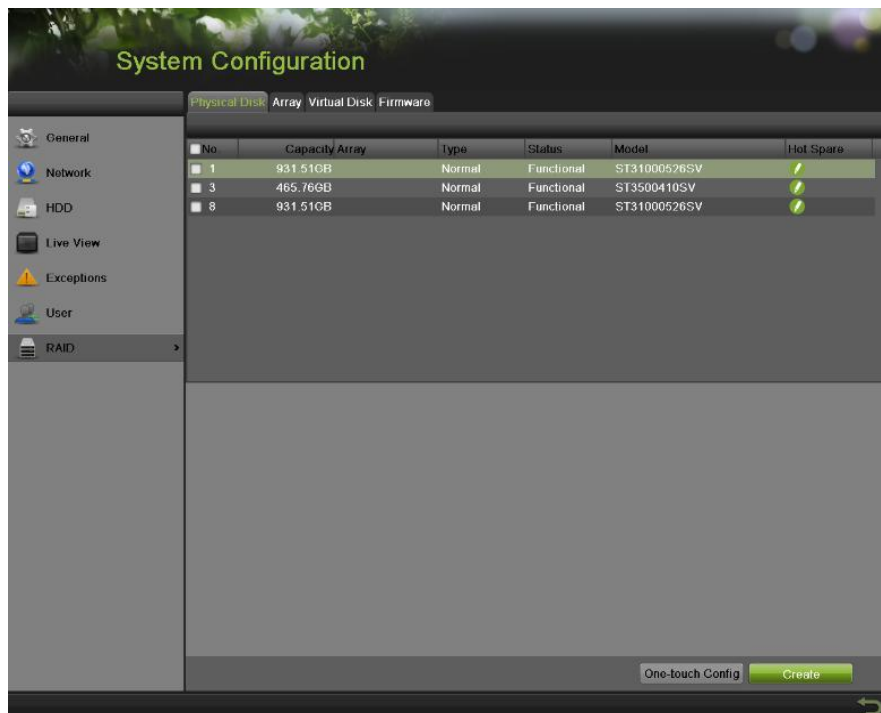 System Configuration
Physical Disk Array Virtual Disk Firmware
General
Network
HDD
Live View
Exceptions
User
RAID
No. Capacity Array Type Status Model Hot Spare
1 931.51GB Normal Functional ST31000526SV
3 465.76GB Normal Functional ST3500410SV
8 931.51GB Normal Functional ST31000526SV
One-touch Config Create